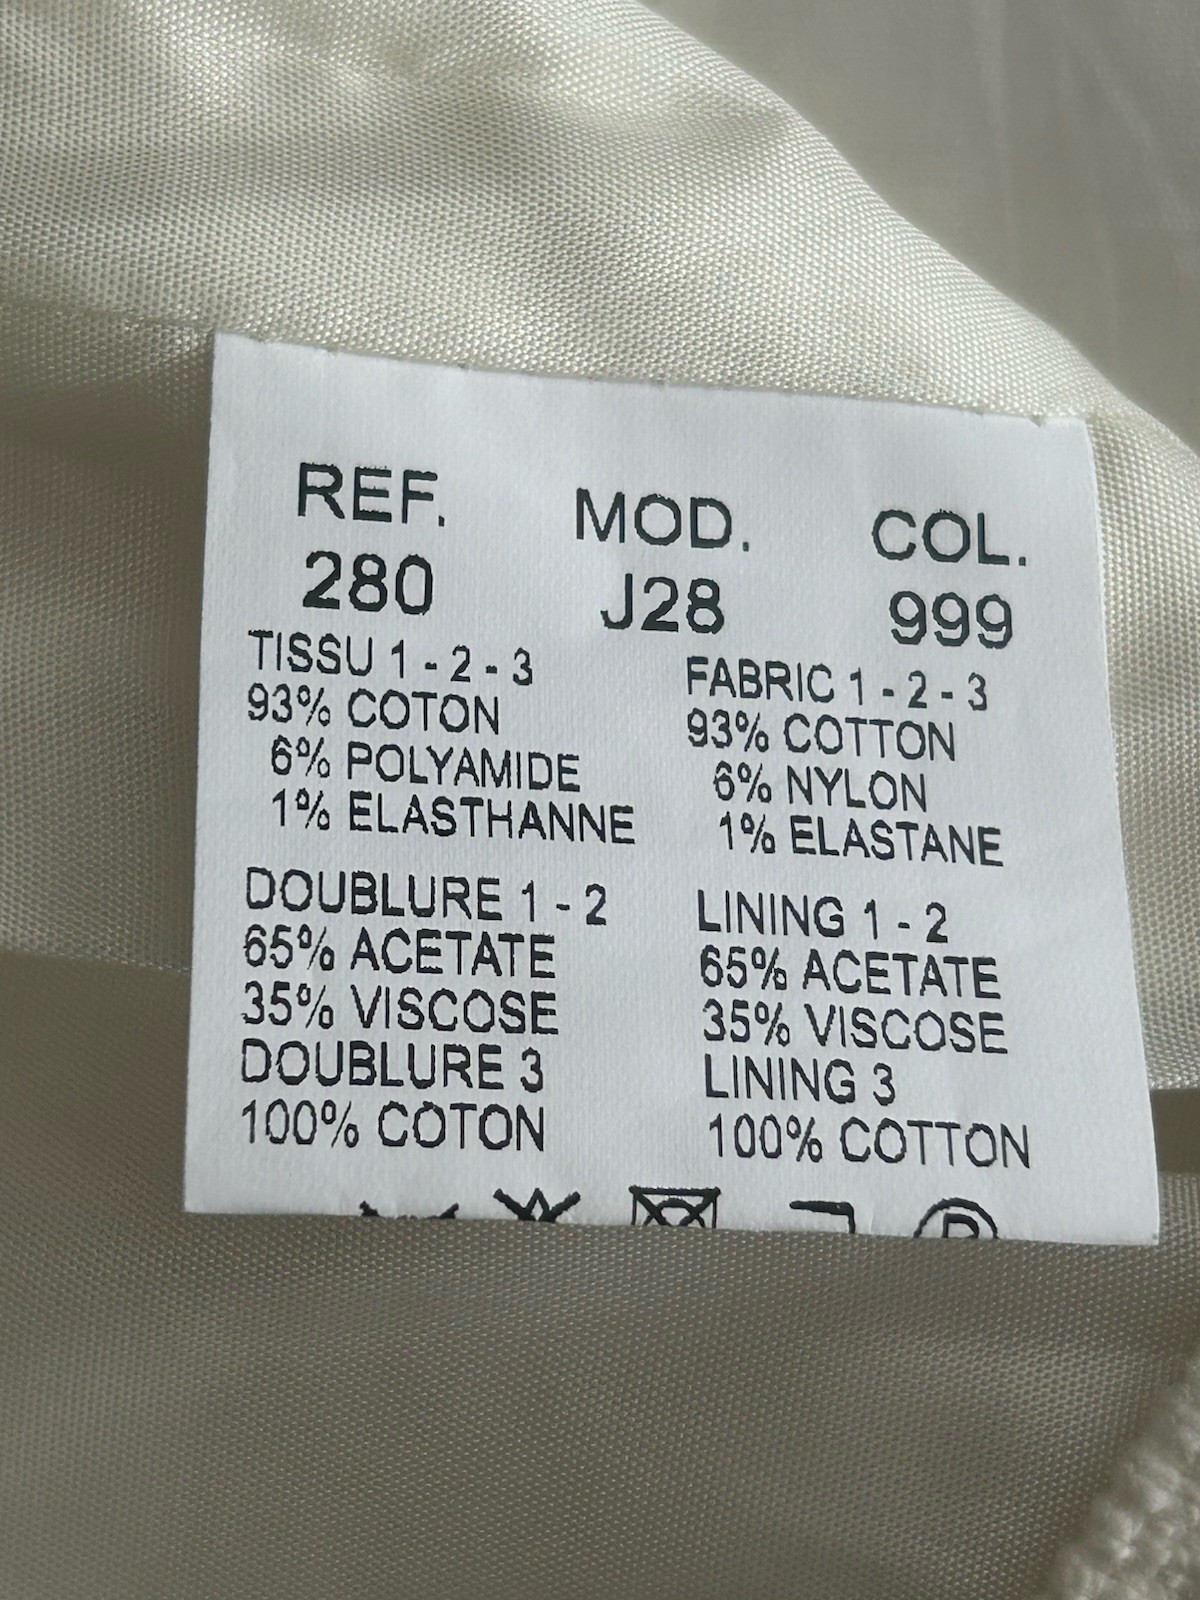 REF. MOD. COL.
280 J28 999
TISSU 1 - 2 - 3
93% COTON
6% POLYAMIDE
1% ELASTHANNE
DOUBLURE 1 - 2
65% ACETATE
35% VISCOSE
DOUBLURE 3
100% COTON
FABRIC 1 - 2 - 3
93% COTTON
6% NYLON
1% ELASTANE
LINING 1 - 2
65% ACETATE
35% VISCOSE
LINING 3
100% COTTON
P